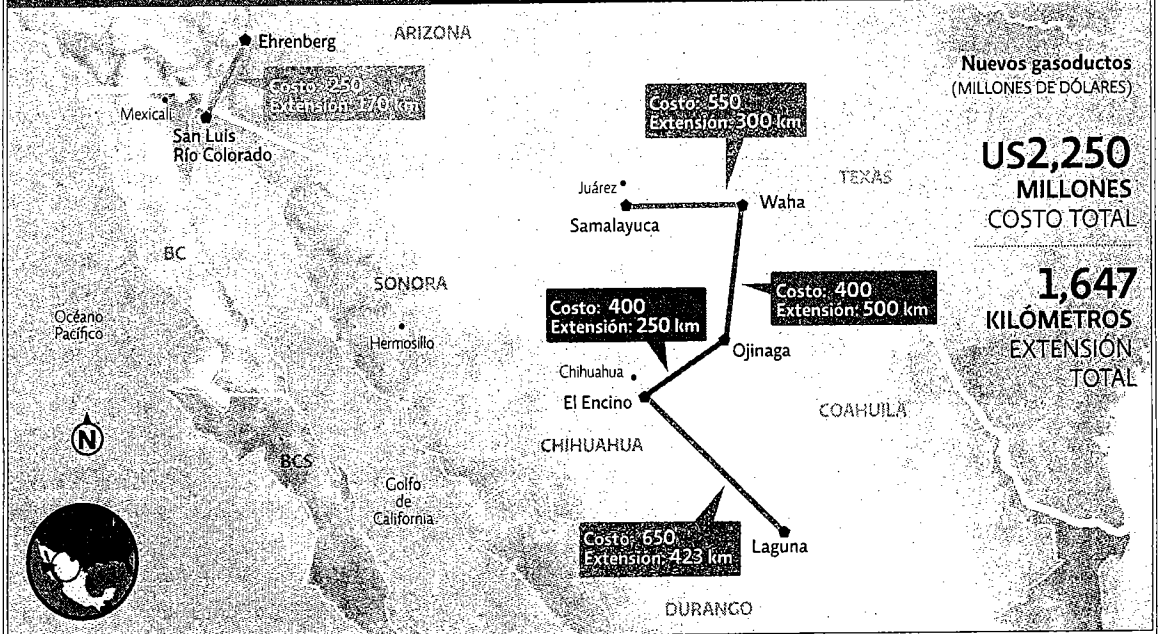 Ehrenberg
ARIZONA
Costo: 250
Extensión: 170 km
Mexicali
San Luis
Río Colorado
Nuevos gasoductos
(MILLONES DE DÓLARES)
US2,250
MILLONES
COSTO TOTAL
1,647
KILÓMETROS
EXTENSIÓN
TOTAL
Costo: 550
Extensión: 300 km
TEXAS
Juárez
Samalayuca
Waha
BC
SONORA
Océano
Pacífico
Hermosillo
Costo: 400
Extensión: 250 km
Costo: 400
Extensión: 500 km
Ojinaga
Chihuahua
El Encino
COAHUILA
CHIHUAHUA
N
BCS
Golfo
de
California
Costo: 650
Extensión: 423 km
Laguna
DURANGO